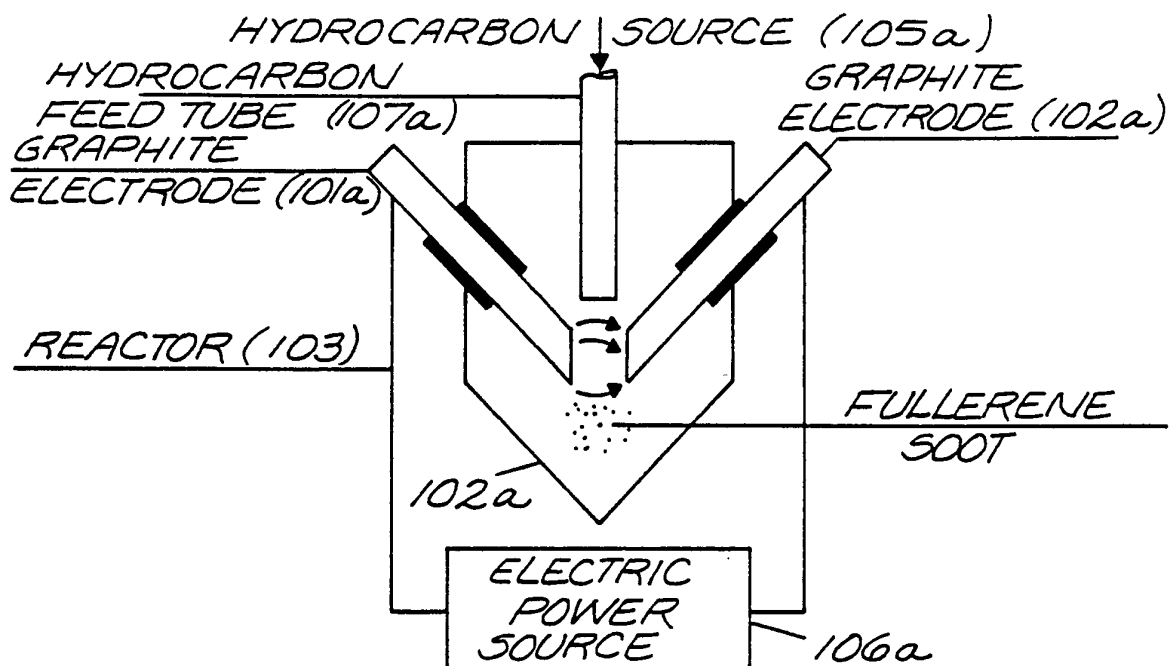 HYDROCARBON SOURCE (105a)
HYDROCARBON
FEED TUBE (107a)
GRAPHITE
ELECTRODE (102a)
GRAPHITE
ELECTRODE (101a)
REACTOR (103)
FULLERENE
SOOT
102a
ELECTRIC
POWER
SOURCE
106a